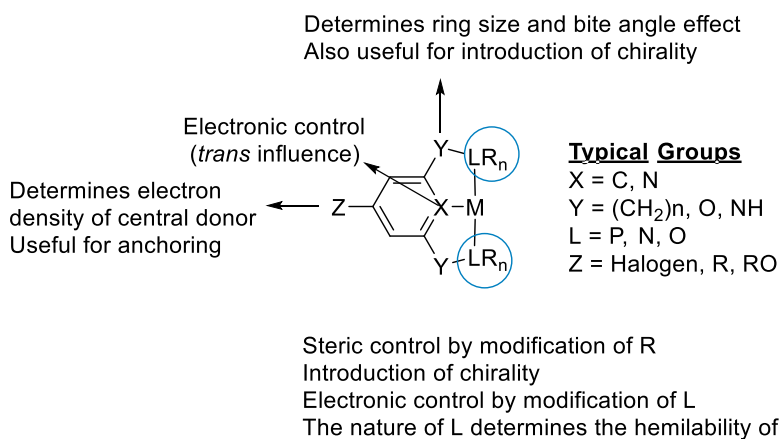 Determines ring size and bite angle effect
Also useful for introduction of chirality
Electronic control
(trans influence)
Determines electron
density of central donor
Useful for anchoring
Y
LRn
Z
X
M
Y
LRn
Typical Groups
X = C, N
Y = (CH2)n, O, NH
L = P, N, O
Z = Halogen, R, RO
Steric control by modification of R
Introduction of chirality
Electronic control by modification of L
The nature of L determines the hemilability of